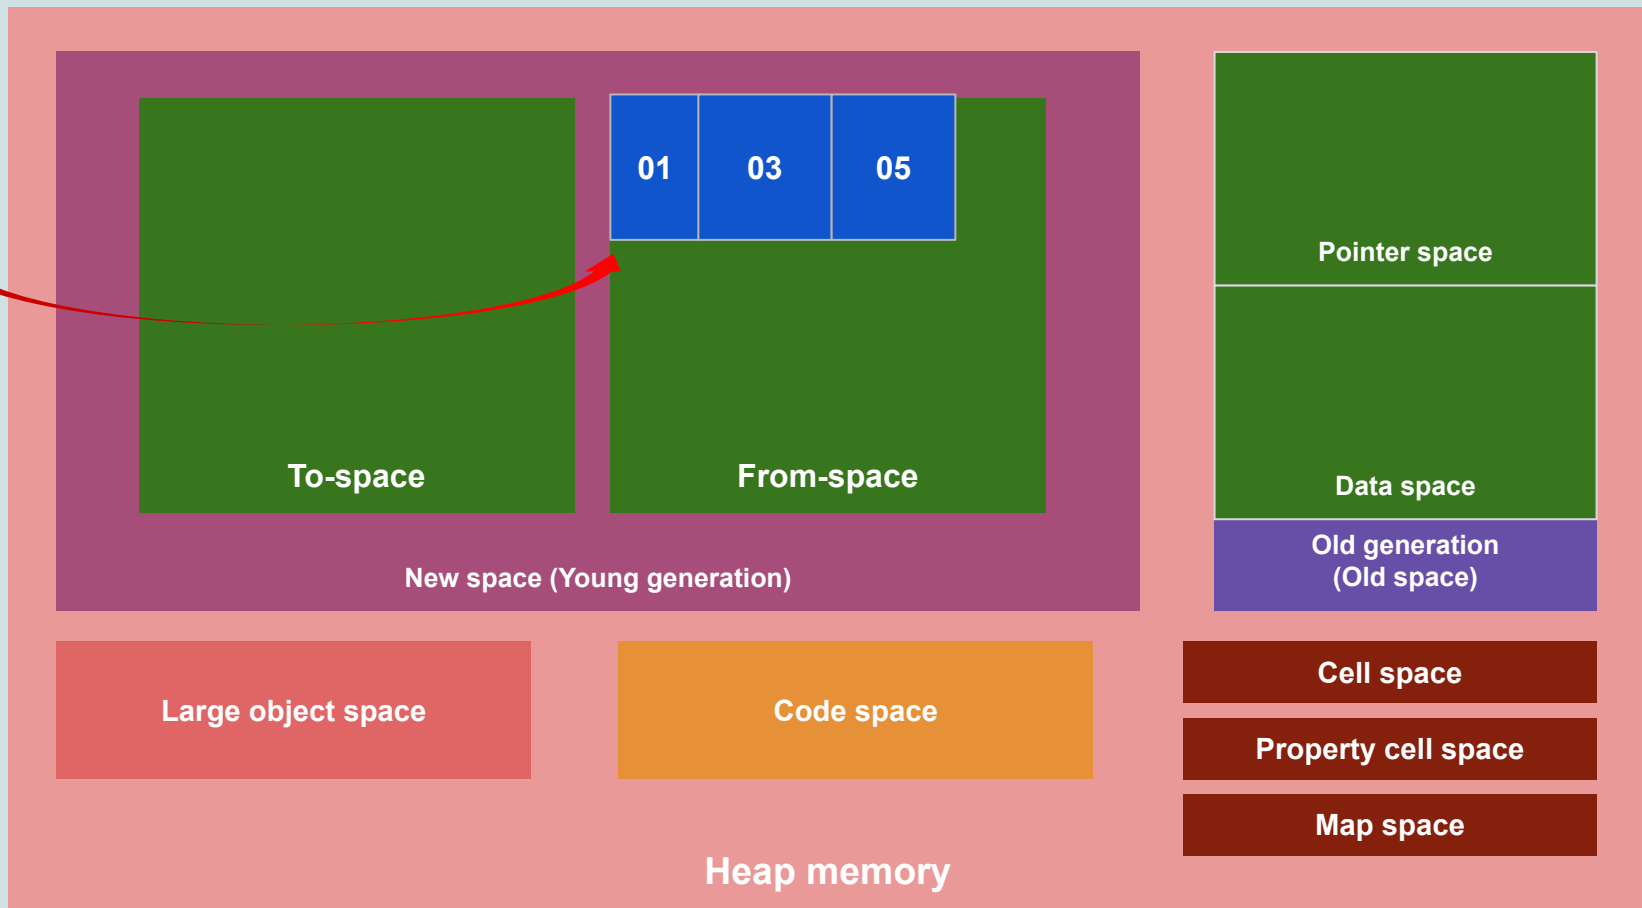 01
03
05
To-space
From-space
New space (Young generation)
Pointer space
Data space
Old generation
(Old space)
Large object space
Code space
Cell space
Property cell space
Map space
Heap memory